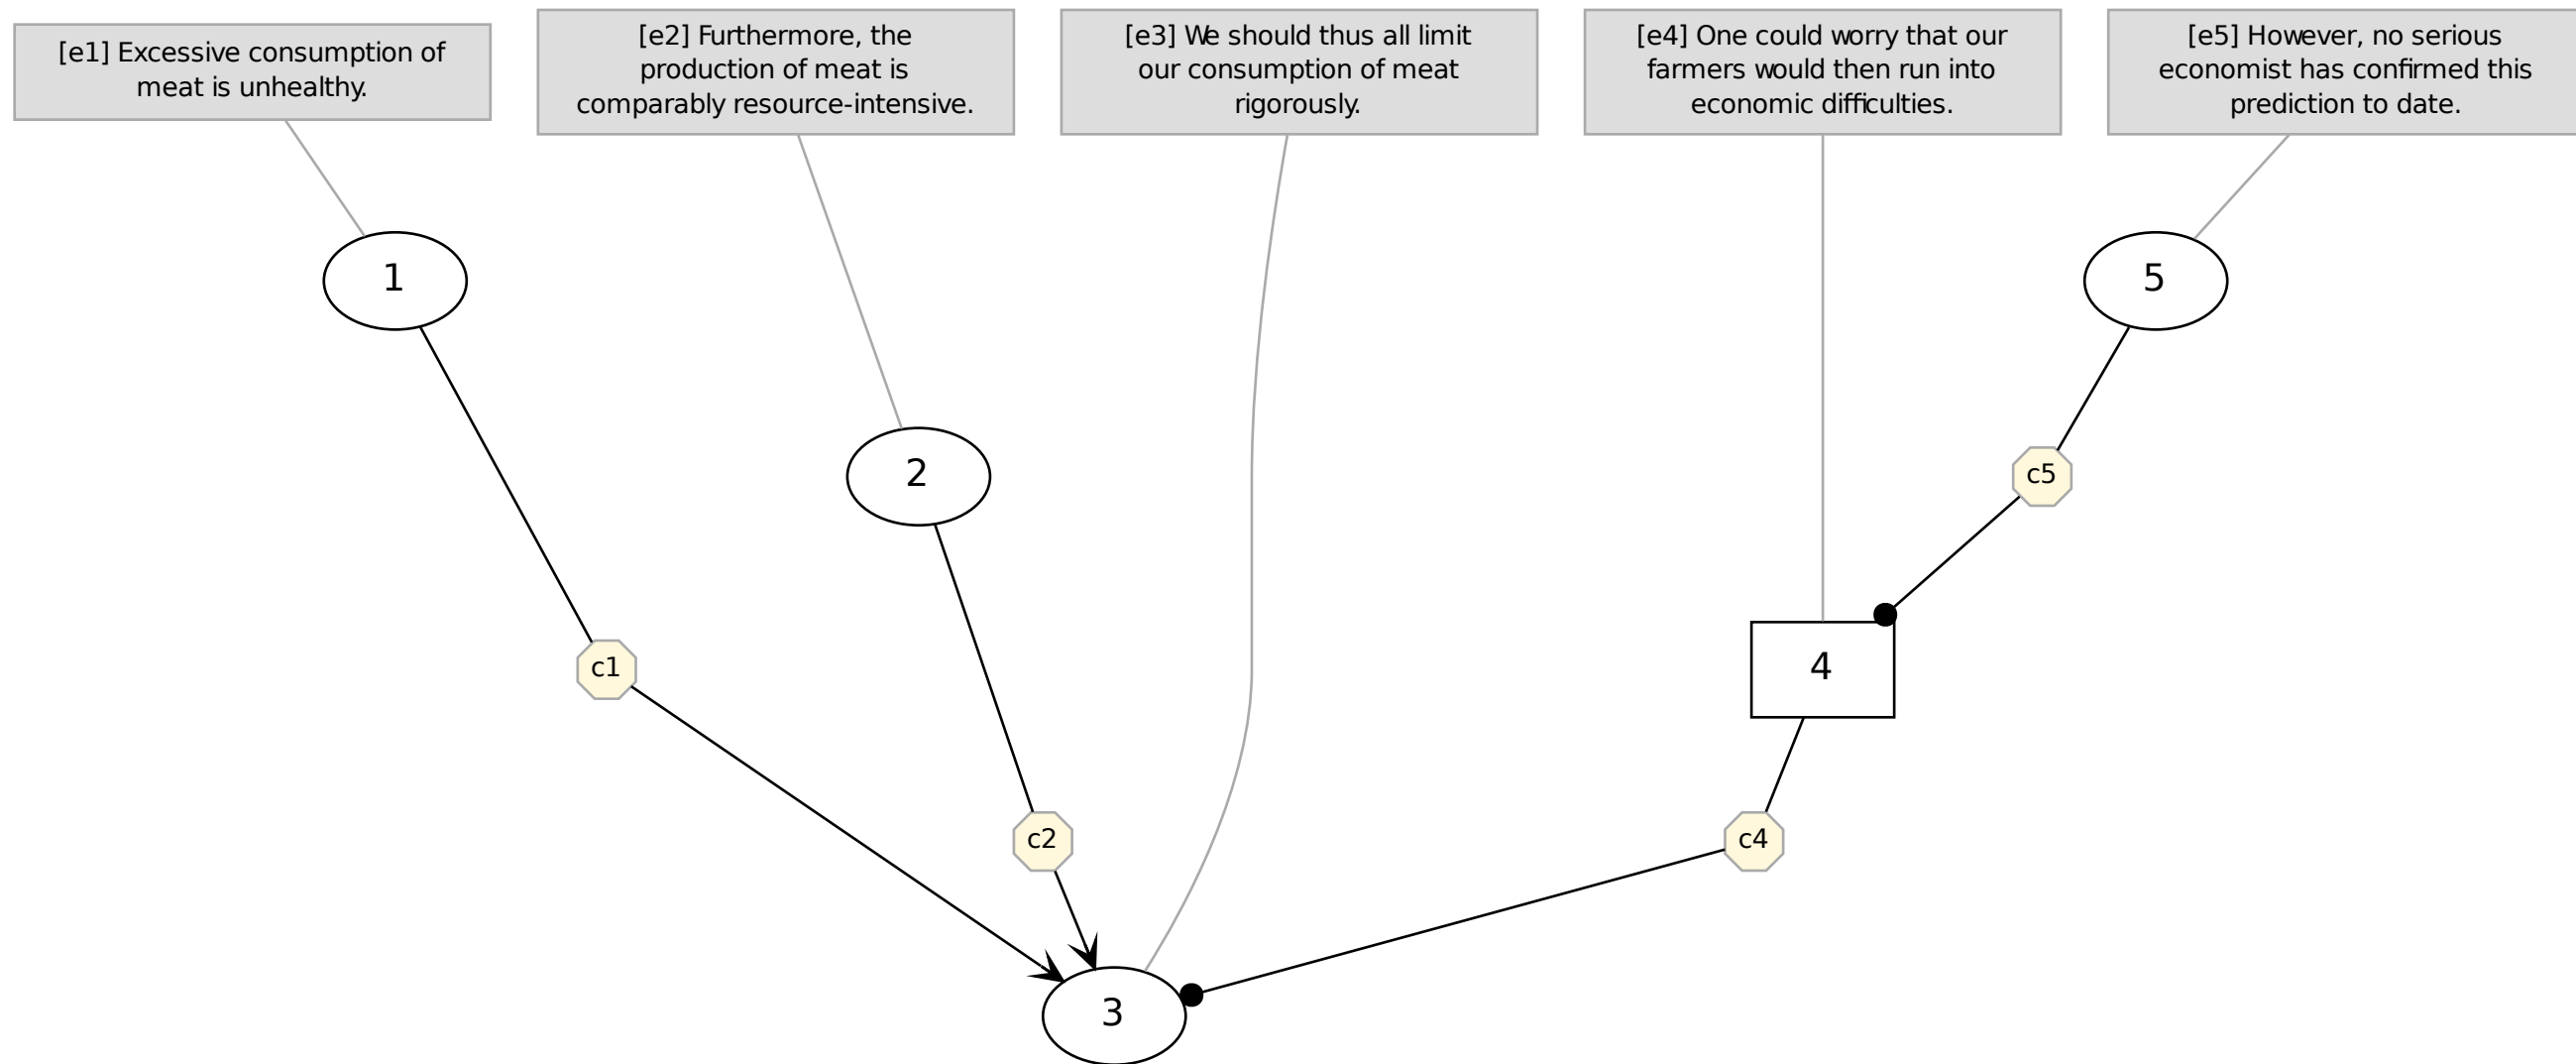 [e1] Excessive consumption of
meat is unhealthy.
[e2] Furthermore, the
production of meat is
comparably resource-intensive.
[e3] We should thus all limit
our consumption of meat
rigorously.
[e4] One could worry that our
farmers would then run into
economic difficulties.
[e5] However, no serious
economist has confirmed this
prediction to date.
1
5
2
c5
c1
4
c2
c4
3